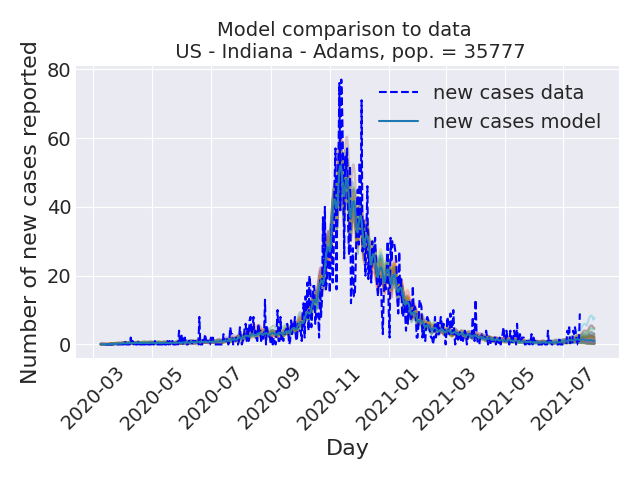 Model comparison to data
US - Indiana - Adams, pop. = 35777
Number of new cases reported
80
60
40
20
0
new cases data
new cases model
2020-03
2020-05
2020-07
2020-09
2020-11
2021-01
2021-03
2021-05
2021-07
Day